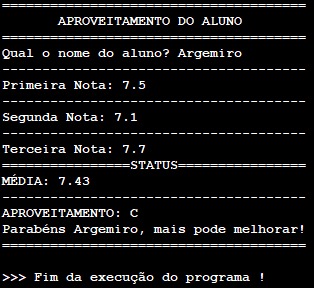 ======================================
APROVEITAMENTO DO ALUNO
======================================
Qual o nome do aluno? Argemiro
--------------------------------------
Primeira Nota: 7.5
--------------------------------------
Segunda Nota: 7.1
--------------------------------------
Terceira Nota: 7.7
================STATUS================
MÉDIA: 7.43
--------------------------------------
APROVEITAMENTO: C
Parabéns Argemiro, mais pode melhorar!
======================================
>>> Fim da execução do programa !